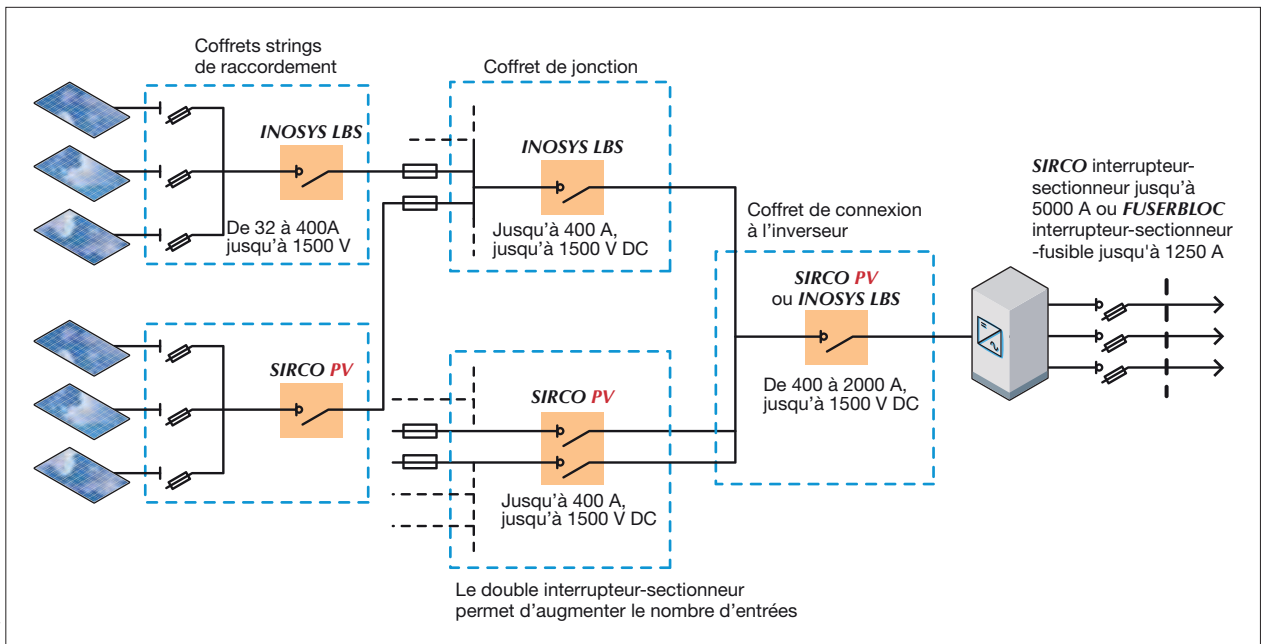 Coffrets strings
de raccordement
INOSYS LBS
De 32 à 400A
jusqu'à 1500 V
SIRCO PV
Coffret de jonction
INOSYS LBS
Jusqu'à 400 A,
jusqu'à 1500 V DC
SIRCO PV
Jusqu'à 400 A,
jusqu'à 1500 V DC
Le double interrupteur-sectionneur
permet d'augmenter le nombre d'entrées
Coffret de connexion
à l'inverseur
SIRCO PV
ou INOSYS LBS
De 400 à 2000 A,
jusqu'à 1500 V DC
SIRCO interrupteur-
sectionneur jusqu'à
5000 A ou FUSERBLOC
interrupteur-sectionneur
-fusible jusqu'à 1250 A